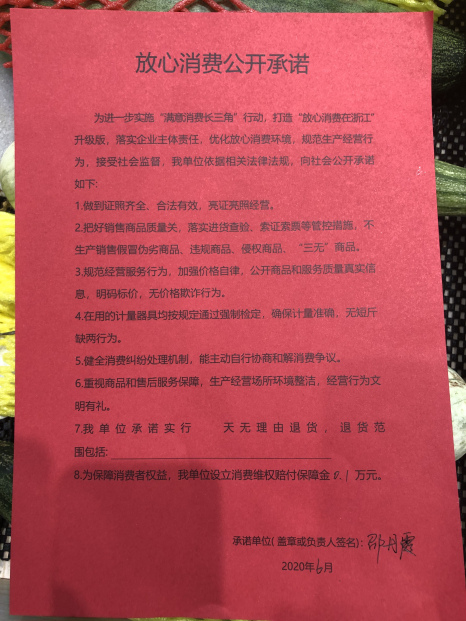 放心消费公开承诺
为进一步实施“满意消费长三角”行动，打造“放心消费在浙江”
升级版，落实企业主体责任，优化放心消费环境，规范生产经营行
为，接受社会监督，我单位依据相关法律法规，向社会公开承诺
如下:
1.做到证照齐全、合法有效，亮证亮照经营。
2.把好销售商品质量关，落实进货查验、索证索票等管控措施，不
生产销售假冒伪劣商品、违规商品、侵权商品、“三无”商品。
3.规范经营服务行为，加强价格自律，公开商品和服务质量真实信
息，明码标价，无价格欺诈行为。
4.在用的计量器具均按规定通过强制检定，确保计量准确，无短斤
缺两行为。
5.健全消费纠纷处理机制，能主动自行协商和解消费争议。
6.重视商品和售后服务保障，生产经营场所环境整洁，经营行为文
明有礼。
7.我单位承诺实行 天无理由退货，退货范
围包括:
8.为保障消费者权益，我单位设立消费维权赔付保障金 0.1 万元。
承诺单位(盖章或负责人签名): 邵月霞
2020年6月